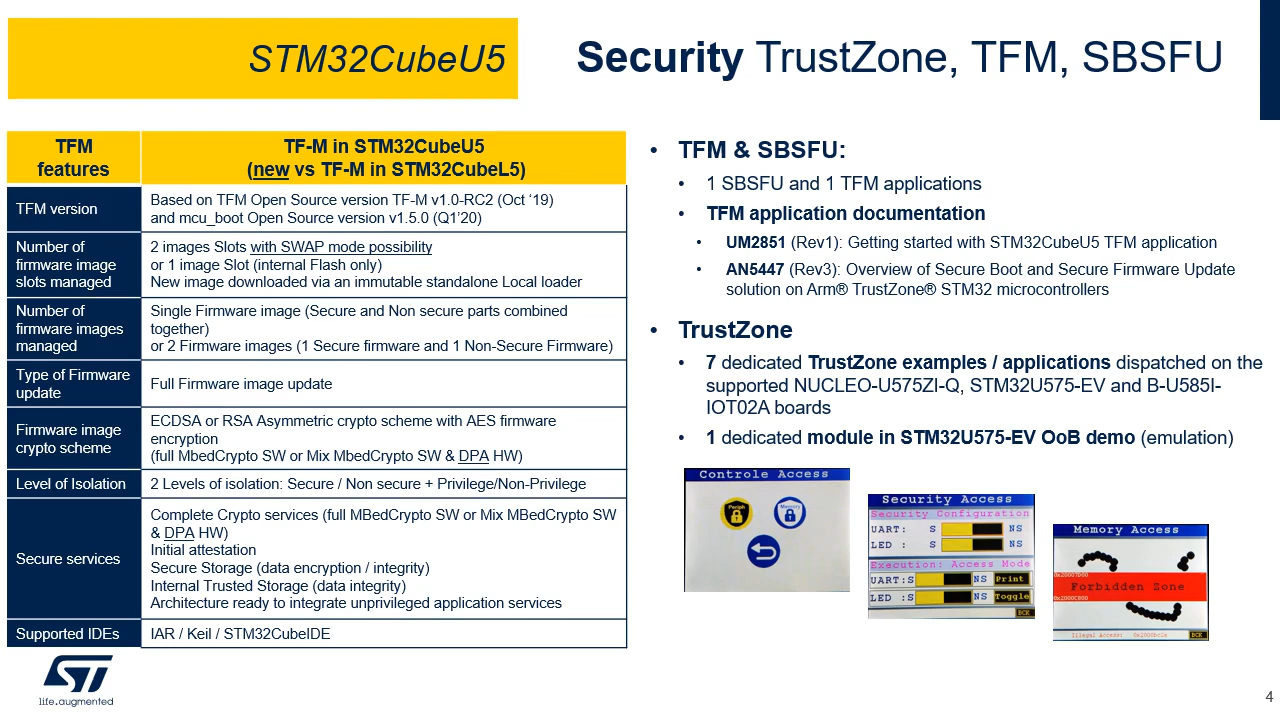 STM32CubeU5
Security TrustZone, TFM, SBSFU
TFM
features
TF-M in STM32CubeU5
(new vs TF-M in STM32CubeL5)
TFM version
Based on TFM Open Source version TF-M v1.0-RC2 (Oct ‘19)
and mcu_boot Open Source version v1.5.0 (Q1’20)
Number of
firmware image
slots managed
2 images Slots with SWAP mode possibility
or 1 image Slot (internal Flash only)
New image downloaded via an immutable standalone Local loader
Number of
firmware images
managed
Single Firmware image (Secure and Non secure parts combined
together)
or 2 Firmware images (1 Secure firmware and 1 Non-Secure Firmware)
Type of Firmware
update
Full Firmware image update
Firmware image
crypto scheme
ECDSA or RSA Asymmetric crypto scheme with AES firmware
encryption
(full MbedCrypto SW or Mix MbedCrypto SW & DPA HW)
Level of Isolation
2 Levels of isolation: Secure / Non secure + Privilege/Non-Privilege
Secure services
Complete Crypto services (full MBedCrypto SW or Mix MBedCrypto SW
& DPA HW)
Initial attestation
Secure Storage (data encryption / integrity)
Internal Trusted Storage (data integrity)
Architecture ready to integrate unprivileged application services
Supported IDEs
IAR / Keil / STM32CubeIDE
• TFM & SBSFU:
• 1 SBSFU and 1 TFM applications
• TFM application documentation
• UM2851 (Rev1): Getting started with STM32CubeU5 TFM application
• AN5447 (Rev3): Overview of Secure Boot and Secure Firmware Update
solution on Arm® TrustZone® STM32 microcontrollers
• TrustZone
• 7 dedicated TrustZone examples / applications dispatched on the
supported NUCLEO-U575ZI-Q, STM32U575-EV and B-U585I-
IOT02A boards
• 1 dedicated module in STM32U575-EV OoB demo (emulation)
Controle Access
Periph
Memory
Security Access
Security Configuration
UART: S NS
LED : S NS
Execution: Access Mode
UART:S NS Print
LED :S NS Toggle
BCK
Memory Access
0x20007D00
Forbidden Zone
0x2000C800
Illegal Access: 0x2000bc2e
BCK
ST
life.augmented
4